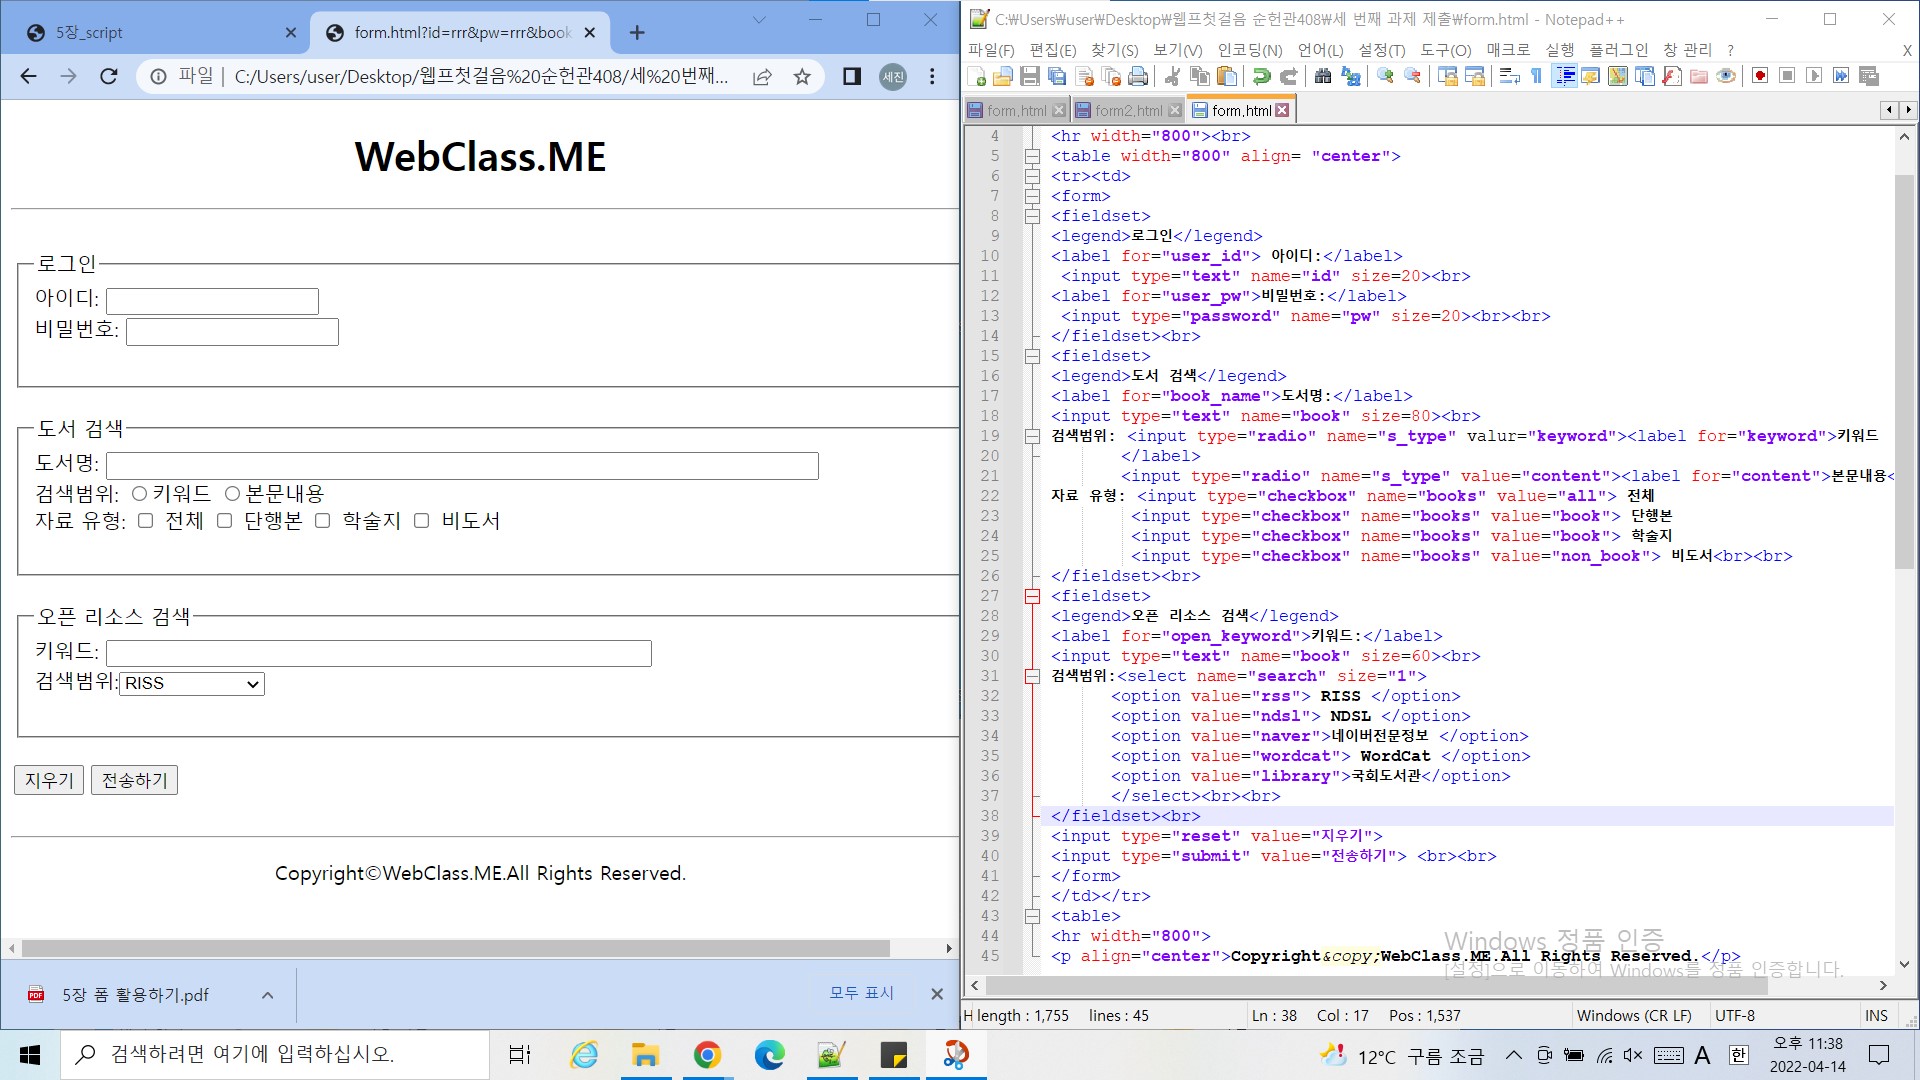 5장_script
form.html?id=rrr&pw=rrr&book
파일
C:/Users/user/Desktop/웹프첫걸음%20순헌관408/세%20번째...
세진
WebClass.ME
로그인
아이디:
비밀번호:
도서 검색
도서명:
검색범위: 키워드 본문내용
자료 유형: 전체 단행본 학술지 비도서
오픈 리소스 검색
키워드:
검색범위: RISS
지우기 전송하기
Copyright©WebClass.ME.All Rights Reserved.
5장 폼 활용하기.pdf
모두 표시
C:\Users\user\Desktop\웹프첫걸음 순헌관408\세 번째 과제 제출\form.html - Notepad++
파일(F) 편집(E) 찾기(S) 보기(V) 인코딩(N) 언어(L) 설정(T) 도구(O) 매크로 실행 플러그인 창 관리 ? X
form.html form2.html form.html
4 <hr width="800"><br>
5 <table width="800" align= "center">
6 <tr><td>
7 <form>
8 <fieldset>
9 <legend>로그인</legend>
10 <label for="user_id"> 아이디:</label>
11 <input type="text" name="id" size=20><br>
12 <label for="user_pw">비밀번호:</label>
13 <input type="password" name="pw" size=20><br><br>
14 </fieldset><br>
15 <fieldset>
16 <legend>도서 검색</legend>
17 <label for="book_name">도서명:</label>
18 <input type="text" name="book" size=80><br>
19 검색범위: <input type="radio" name="s_type" valur="keyword"><label for="keyword">키워드
20 </label>
21 <input type="radio" name="s_type" value="content"><label for="content">본문내용<
22 자료 유형: <input type="checkbox" name="books" value="all"> 전체
23 <input type="checkbox" name="books" value="book"> 단행본
24 <input type="checkbox" name="books" value="book"> 학술지
25 <input type="checkbox" name="books" value="non_book"> 비도서<br><br>
26 </fieldset><br>
27 <fieldset>
28 <legend>오픈 리소스 검색</legend>
29 <label for="open_keyword">키워드:</label>
30 <input type="text" name="book" size=60><br>
31 검색범위:<select name="search" size="1">
32 <option value="rss"> RISS </option>
33 <option value="ndsl"> NDSL </option>
34 <option value="naver">네이버전문정보 </option>
35 <option value="wordcat"> WordCat </option>
36 <option value="library">국회도서관</option>
37 </select><br><br>
38 </fieldset><br>
39 <input type="reset" value="지우기">
40 <input type="submit" value="전송하기"> <br><br>
41 </form>
42 </td></tr>
43 <table>
44 <hr width="800">
45 <p align="center">Copyright&copy;WebClass.ME.All Rights Reserved.</p>
Windows 정품 인증
[설정]으로 이동하여 Windows를 정품 인증합니다.
H length : 1,755 lines : 45 Ln : 38 Col : 17 Pos : 1,537 Windows (CR LF) UTF-8 INS
검색하려면 여기에 입력하십시오.
12°C 구름 조금
A 한
오후 11:38
2022-04-14